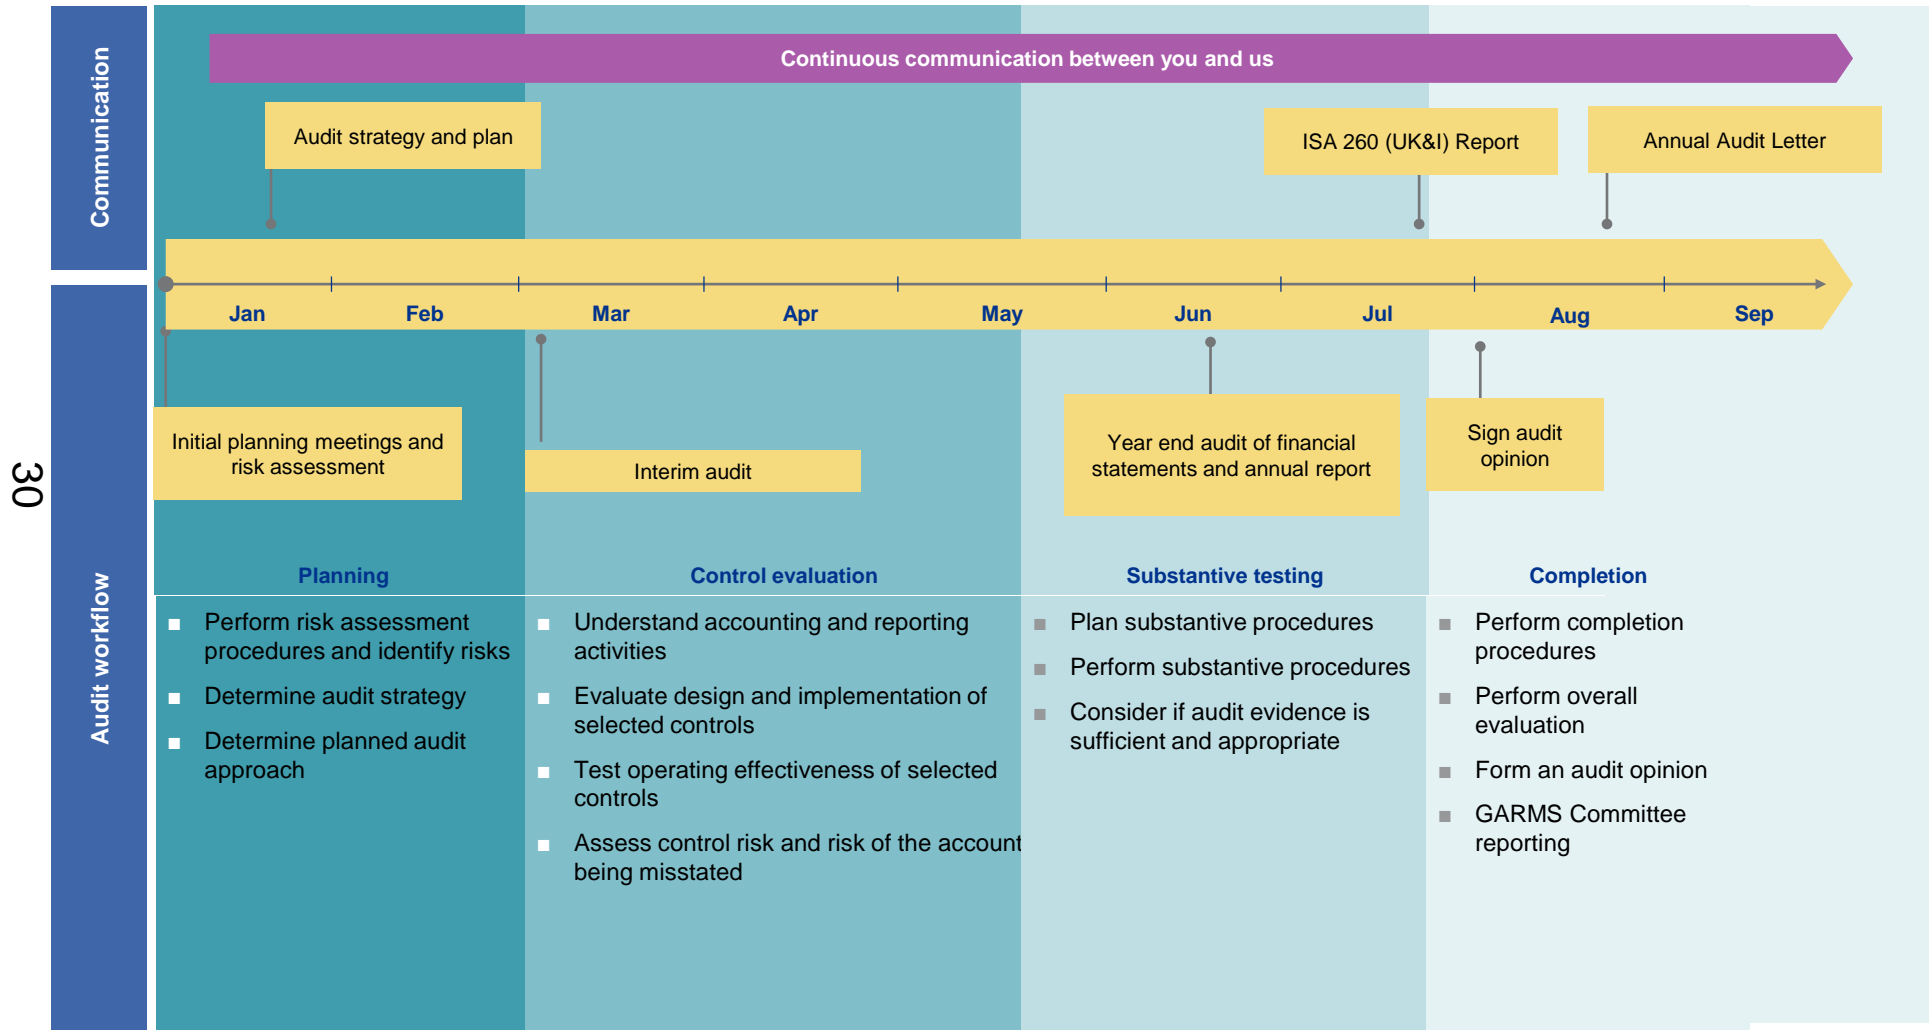 Communication
Continuous communication between you and us
Audit strategy and plan
ISA 260 (UK&I) Report
Annual Audit Letter
Jan
Feb
Mar
Apr
May
Jun
Jul
Aug
Sep
Initial planning meetings and
risk assessment
Interim audit
Year end audit of financial
statements and annual report
Sign audit
opinion
30
Audit workflow
Planning
Perform risk assessment
procedures and identify risks
Determine audit strategy
Determine planned audit
approach
Control evaluation
Understand accounting and reporting
activities
Evaluate design and implementation of
selected controls
Test operating effectiveness of selected
controls
Assess control risk and risk of the account
being misstated
Substantive testing
Plan substantive procedures
Perform substantive procedures
Consider if audit evidence is
sufficient and appropriate
Completion
Perform completion
procedures
Perform overall
evaluation
Form an audit opinion
GARMS Committee
reporting